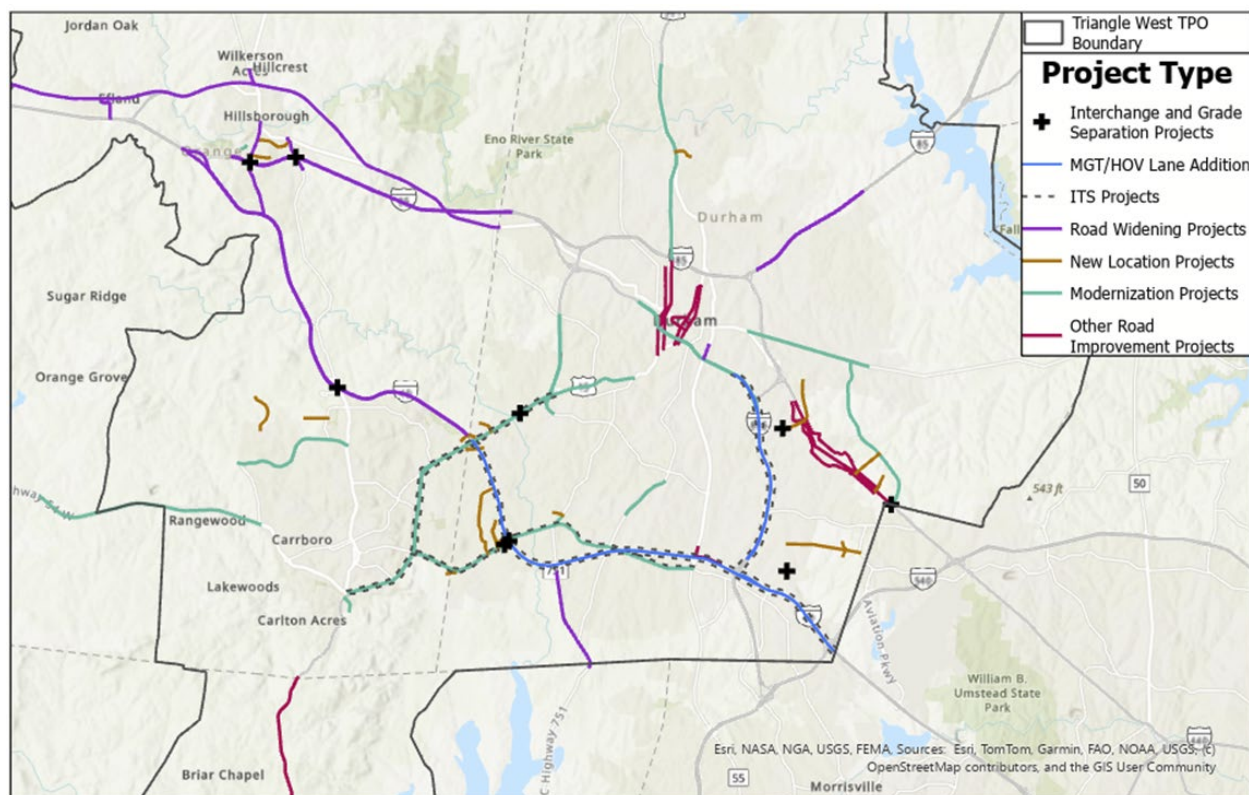 Jordan Oak
Wilkerson
Acres
Hillcrest
Efland
Hillsborough
Orange
Eno River State
Park
85
85
Durham
85
Sugar Ridge
Durham
Orange Grove
543 ft
50
Rangewood
Carrboro
Lakewoods
Carlton Acres
751
540
Aviation Pkwy
William B.
Umstead State
Park
C Highway 751
Briar Chapel
55
Morrisville
Triangle West TPO
Boundary
Project Type
Interchange and Grade
Separation Projects
MGT/HOV Lane Addition
ITS Projects
Road Widening Projects
New Location Projects
Modernization Projects
Other Road
Improvement Projects
Esri, NASA, NGA, USGS, FEMA, Sources: Esri, TomTom, Garmin, FAO, NOAA, USGS, (c)
OpenStreetMap contributors, and the GIS User Community